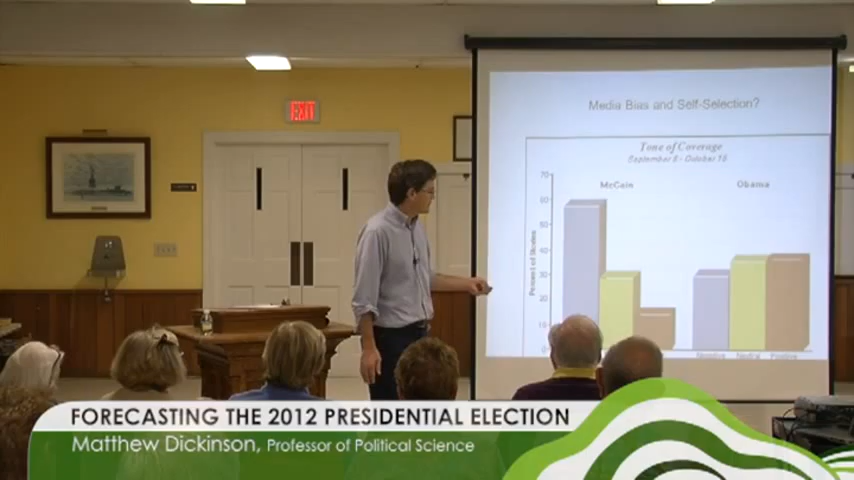 EXIT
Media Bias and Self-Selection?
Tone of Coverage
September 8 - October 16
McCain
Obama
Percent of Stories
70
60
50
40
30
20
10
0
Negative Neutral Positive
FORECASTING THE 2012 PRESIDENTIAL ELECTION
Matthew Dickinson, Professor of Political Science